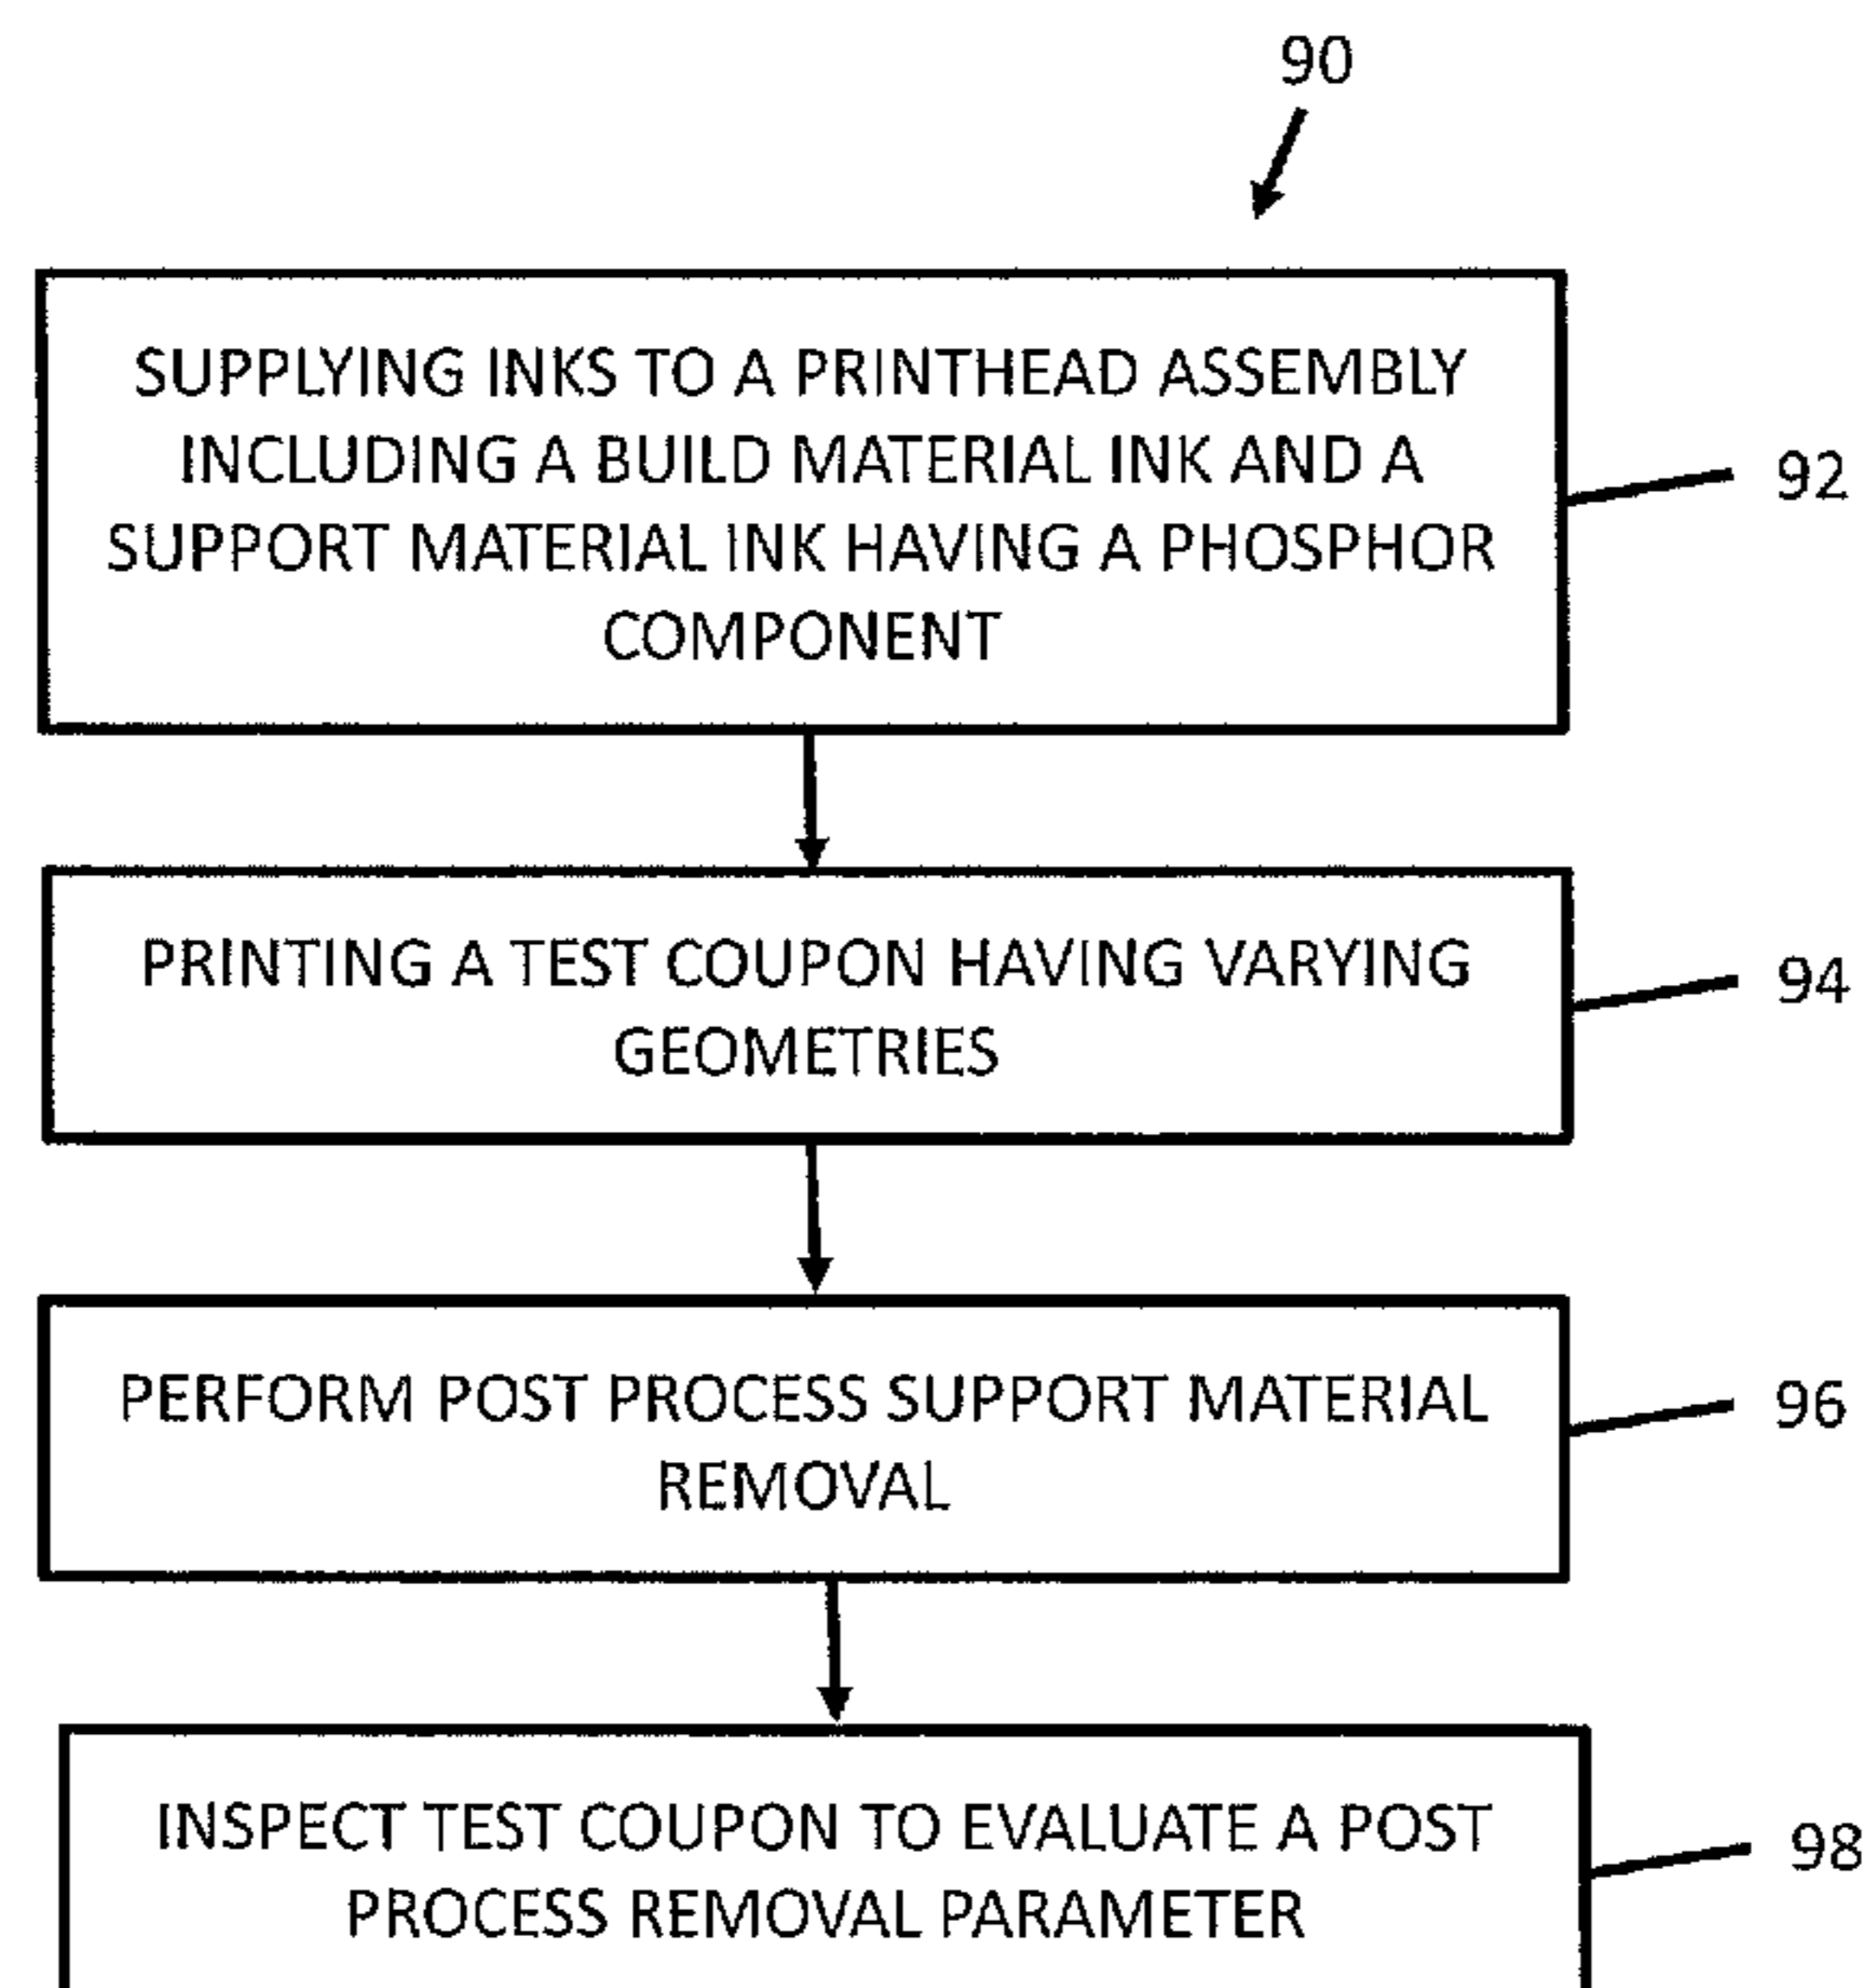 90
SUPPLYING INKS TO A PRINTHEAD ASSEMBLY
INCLUDING A BUILD MATERIAL INK AND A
SUPPORT MATERIAL INK HAVING A PHOSPHOR
COMPONENT
92
PRINTING A TEST COUPON HAVING VARYING
GEOMETRIES
94
PERFORM POST PROCESS SUPPORT MATERIAL
REMOVAL
96
INSPECT TEST COUPON TO EVALUATE A POST
PROCESS REMOVAL PARAMETER
98